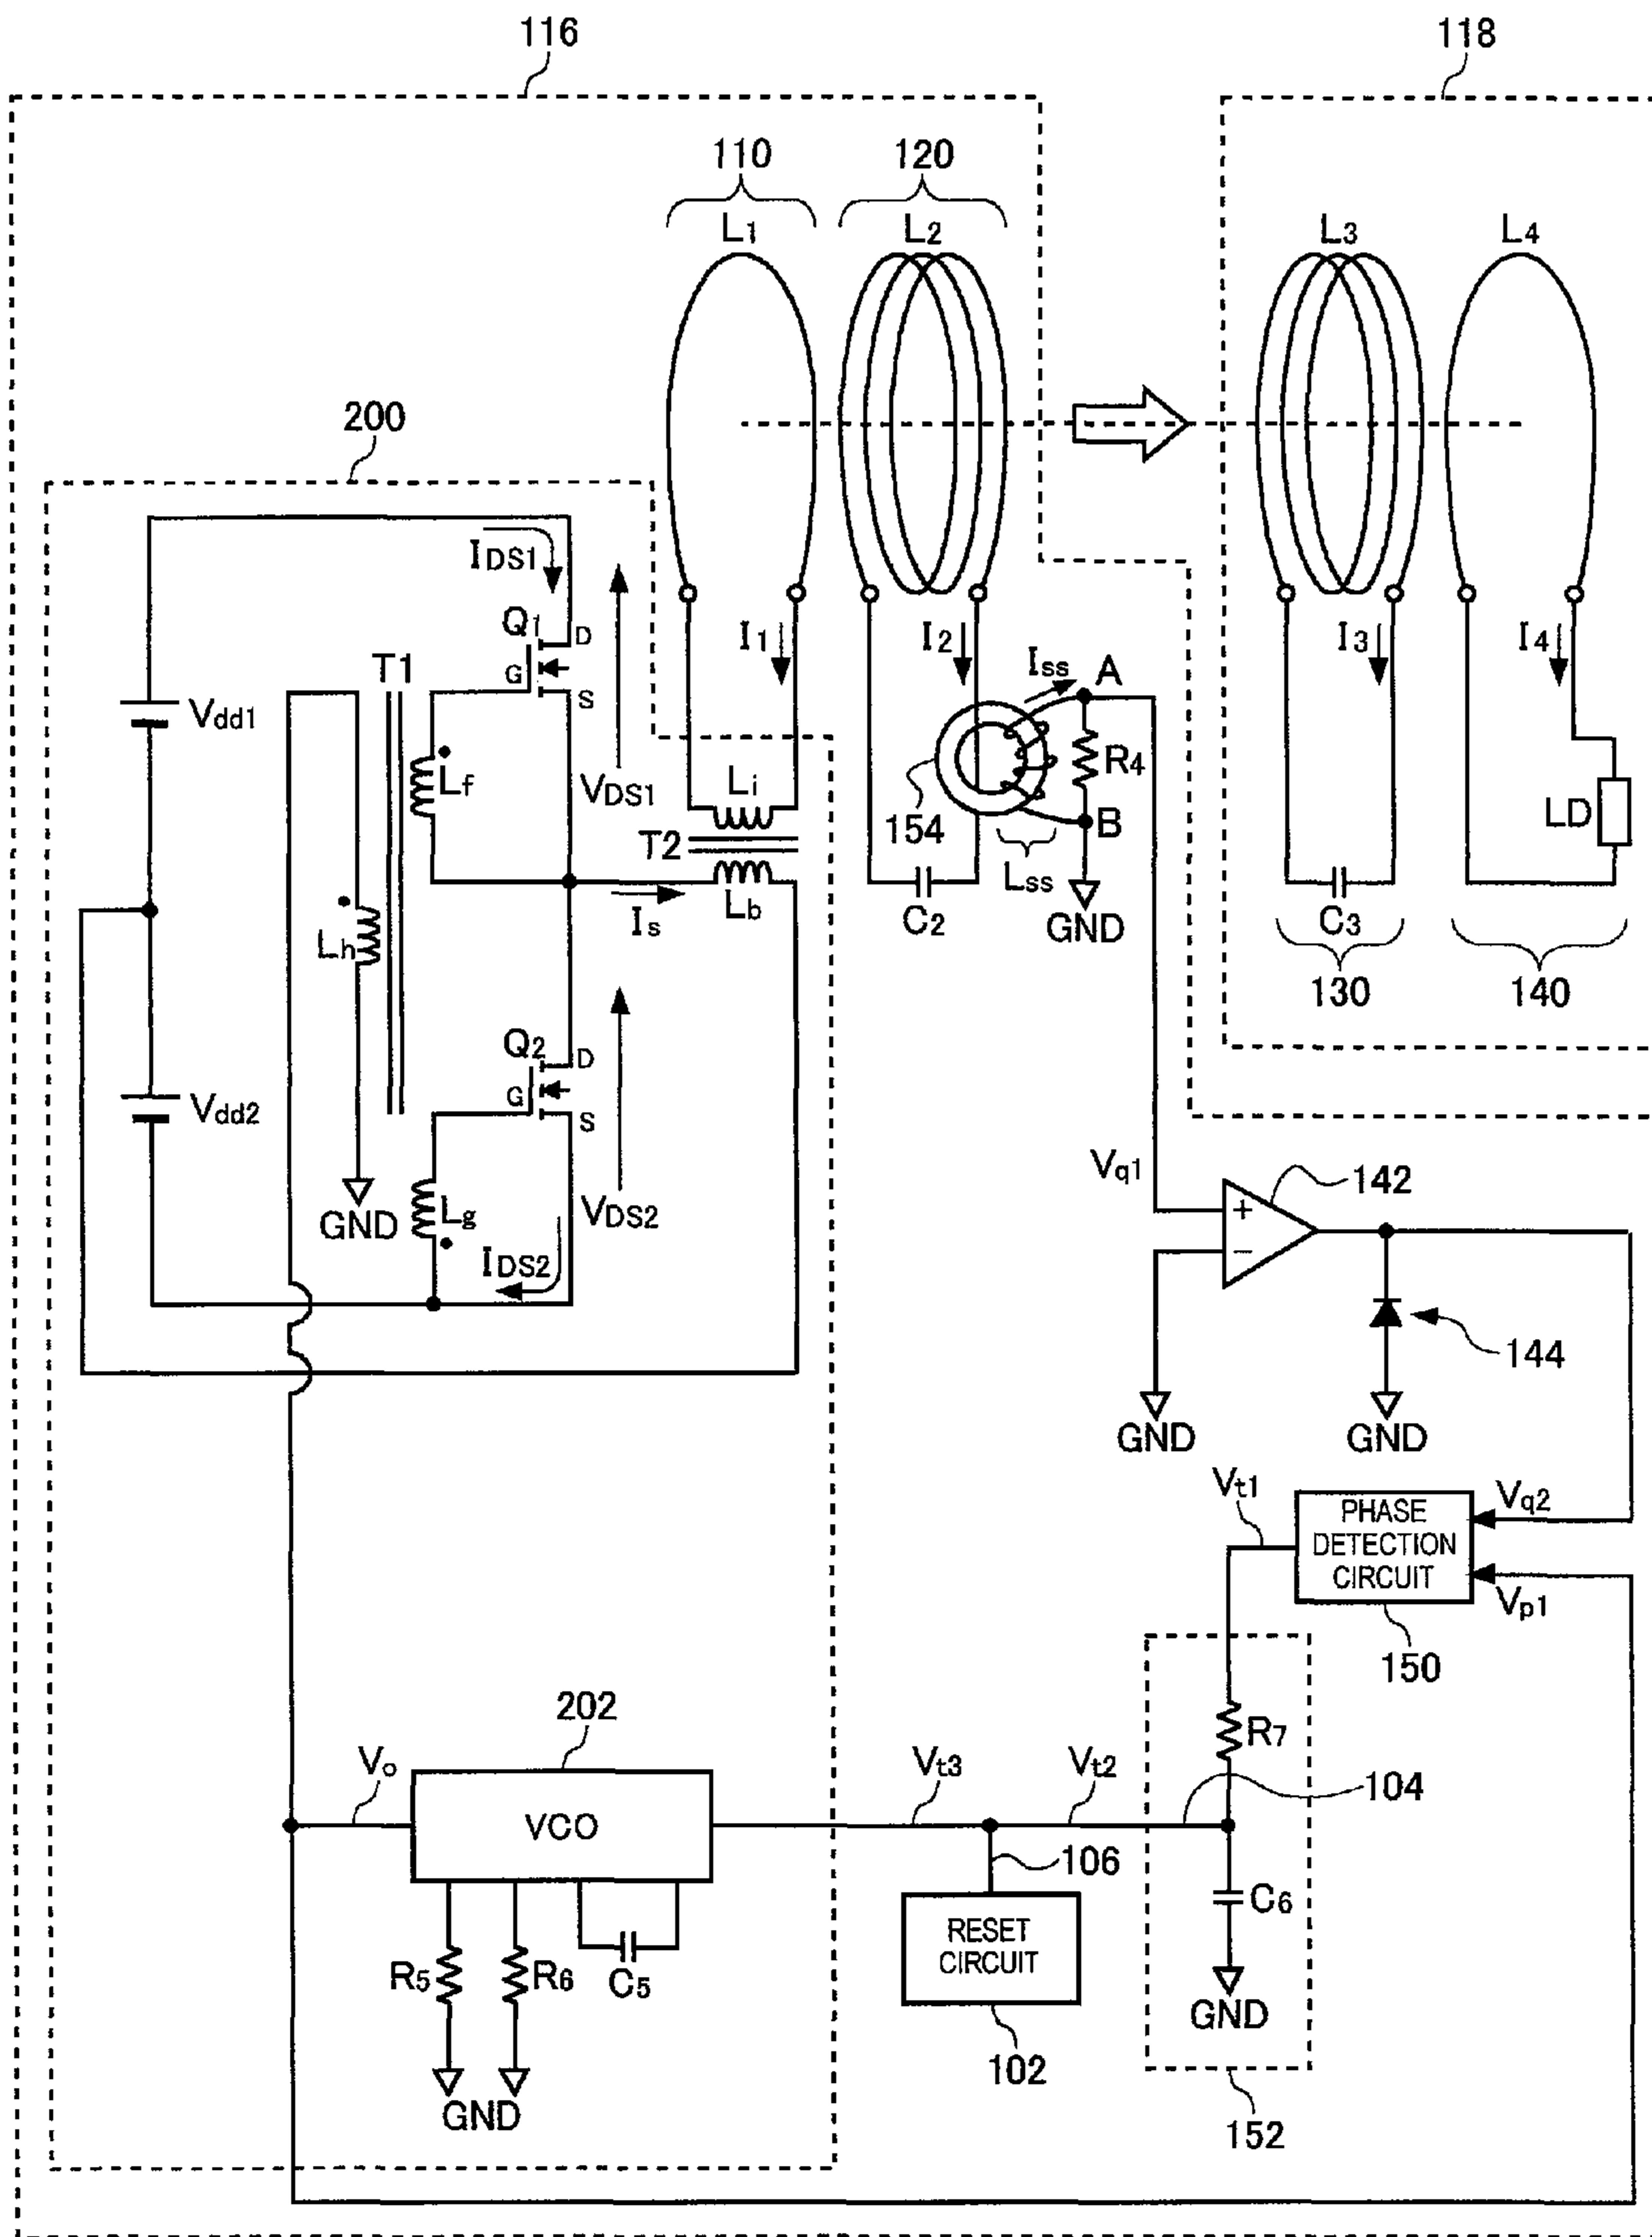 116
118
110
120
L1
L2
L3
L4
200
IDS1
Q1
D
G
S
T1
I1
I2
Iss
A
I3
I4
Vdd1
Lf
VDS1
Li
R4
154
B
LD
T2
Lss
Lb
Is
C2
GND
C3
Lh
130
140
Q2
D
G
S
Vdd2
Vq1
142
+
−
GND
Lg
VDS2
IDS2
144
GND
GND
Vt1
PHASE
DETECTION
CIRCUIT
Vq2
Vp1
150
202
R7
Vo
VCO
Vt3
Vt2
104
106
C6
RESET
CIRCUIT
R5
R6
C5
GND
102
GND
152